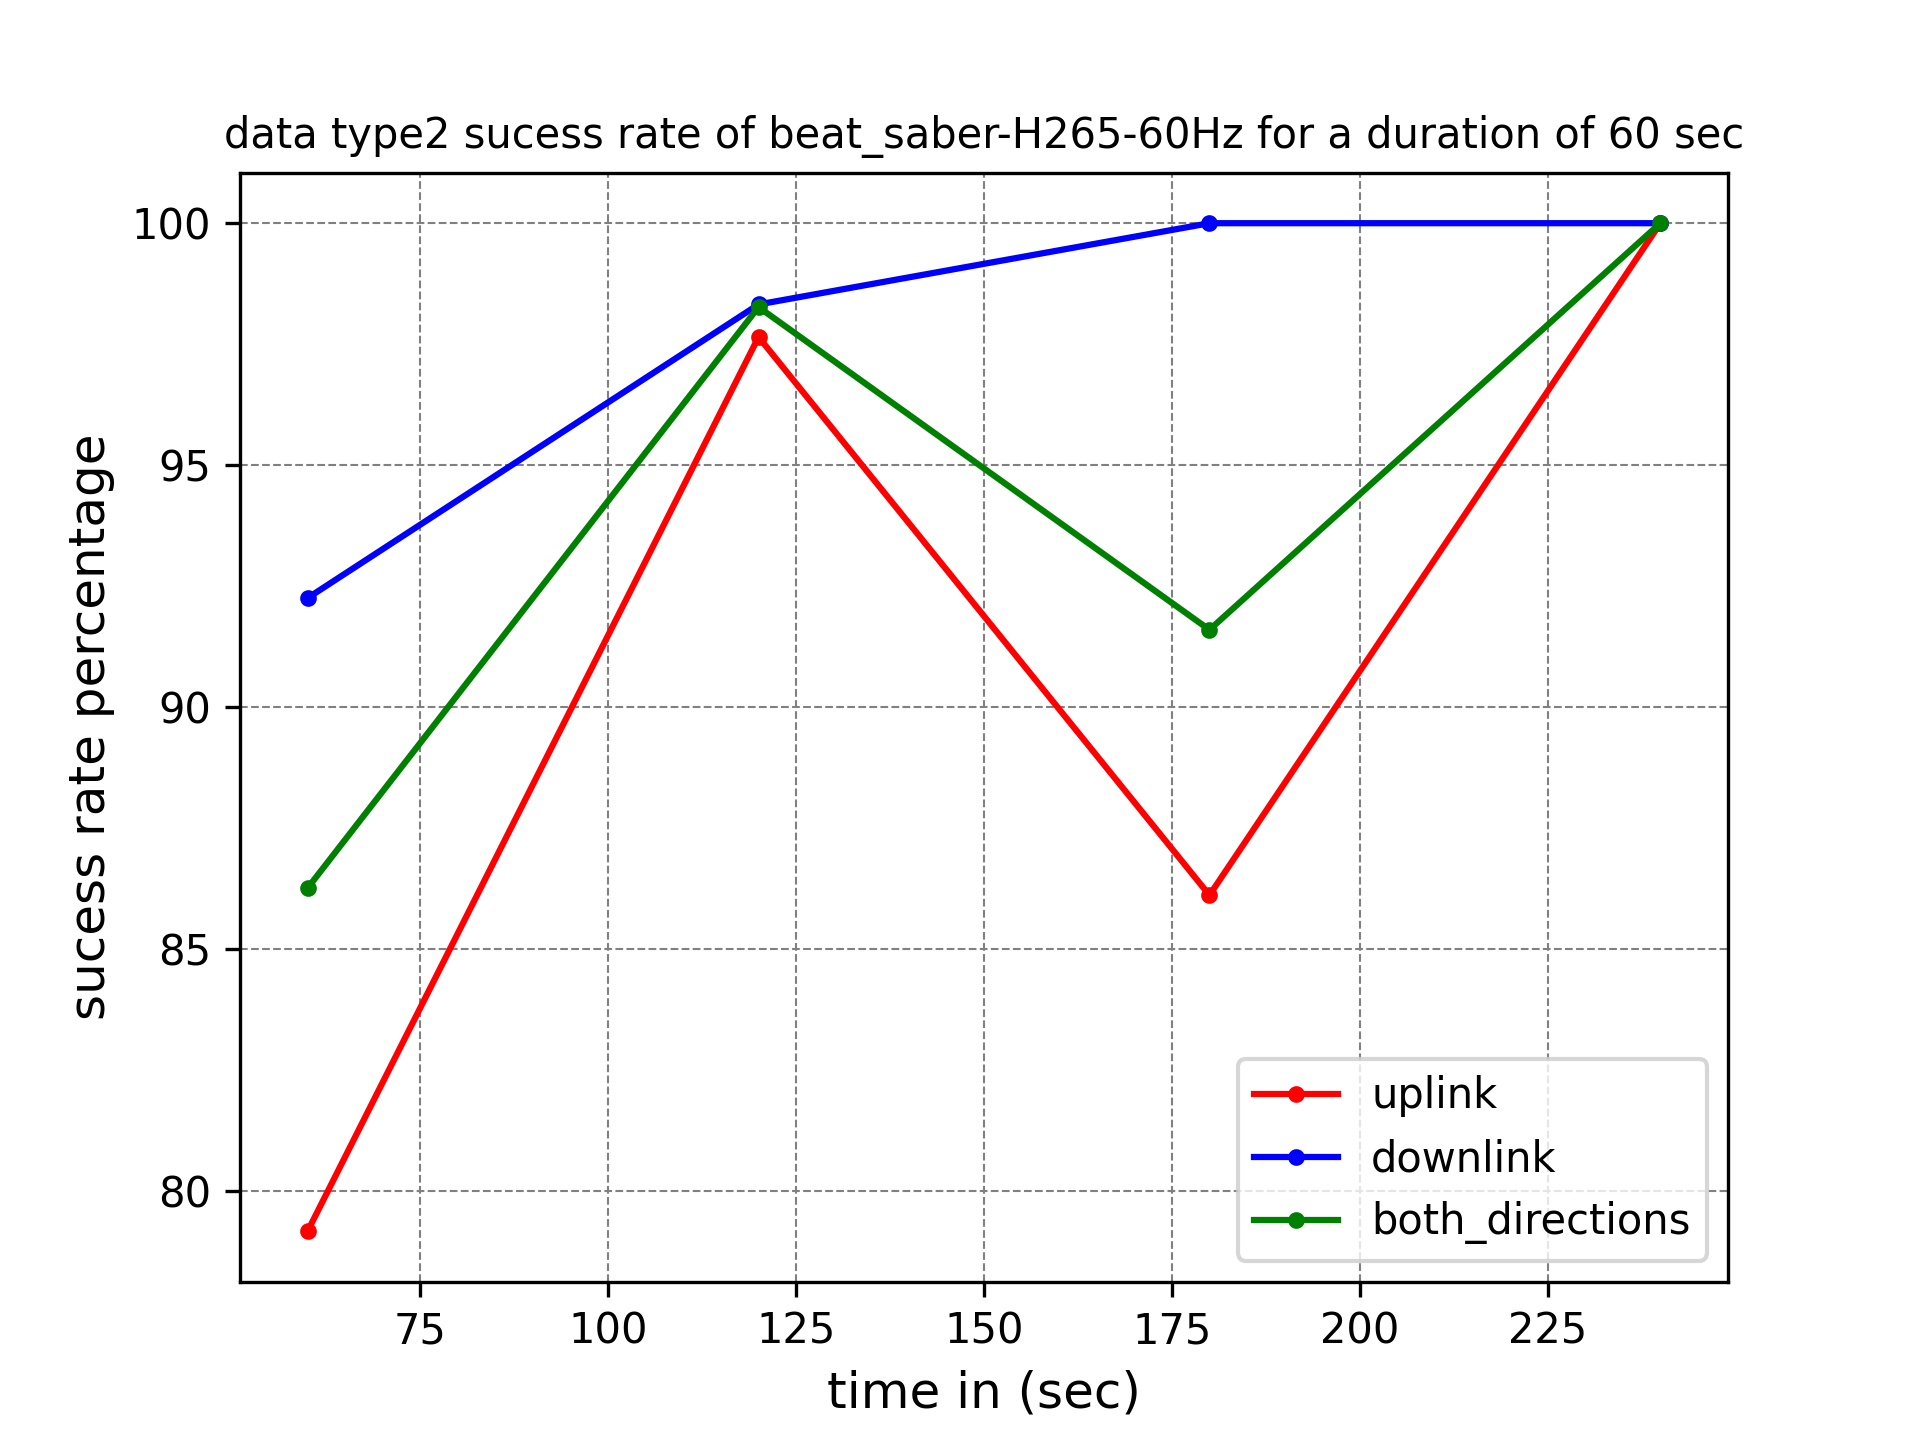 data type2 sucess rate of beat_saber-H265-60Hz for a duration of 60 sec
sucess rate percentage
100
95
90
85
80
75 100 125 150 175 200 225
time in (sec)
uplink
downlink
both_directions